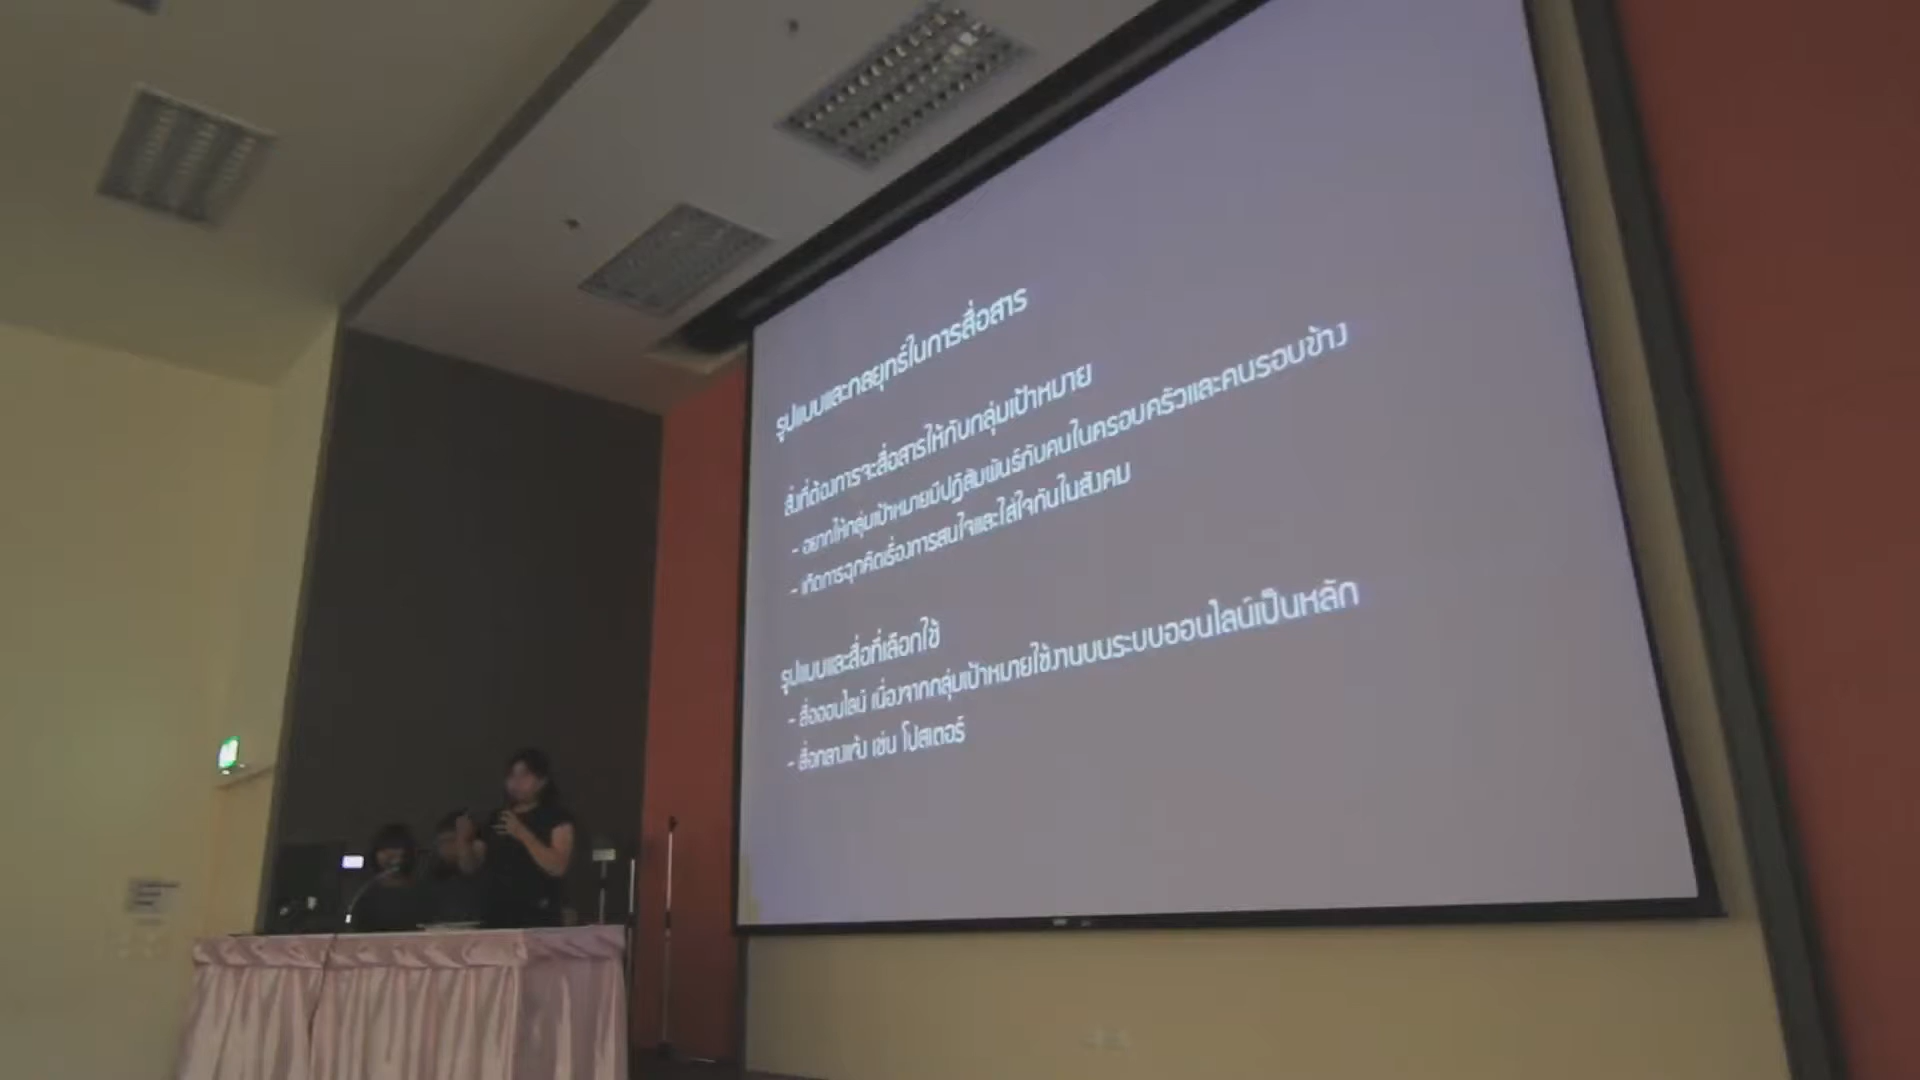 รูปแบบและกลยุทธ์ในการสื่อสาร
สิ่งที่ต้องการจะสื่อสารให้กับกลุ่มเป้าหมาย
- อยากให้กลุ่มเป้าหมายมีปฏิสัมพันธ์กับคนในครอบครัวและคนรอบข้าง
- เกิดการฉุกคิดเรื่องการสนใจและใส่ใจกันในสังคม
รูปแบบและสื่อที่เลือกใช้
- สื่อออนไลน์ เนื่องจากกลุ่มเป้าหมายใช้งานบนระบบออนไลน์เป็นหลัก
- สื่อกลางแจ้ง เช่น โปสเตอร์